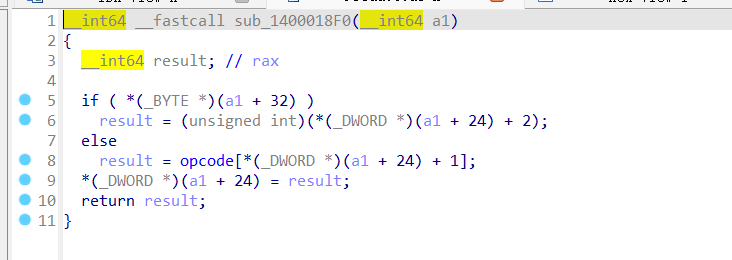 1 __int64 __fastcall sub_1400018F0(__int64 a1)
2 {
3   __int64 result; // rax
4
5   if ( *(_BYTE *)(a1 + 32) )
6     result = (unsigned int)(*(_DWORD *)(a1 + 24) + 2);
7   else
8     result = opcode[*(_DWORD *)(a1 + 24) + 1];
9   *(_DWORD *)(a1 + 24) = result;
10   return result;
11 }